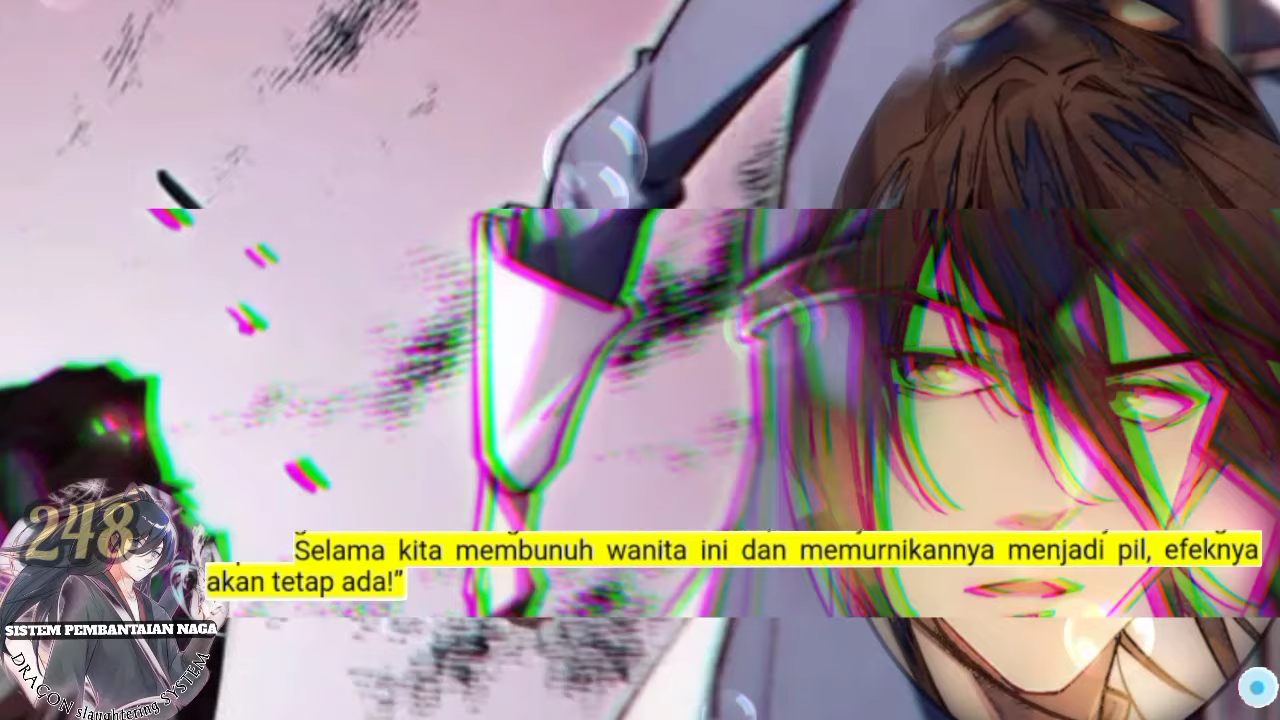 Selama kita membunuh wanita ini dan memurnikannya menjadi pil, efeknya
akan tetap ada!”
248
SISTEM PEMBANTAIAN NAGA
DRAGON slaughtering SYSTEM